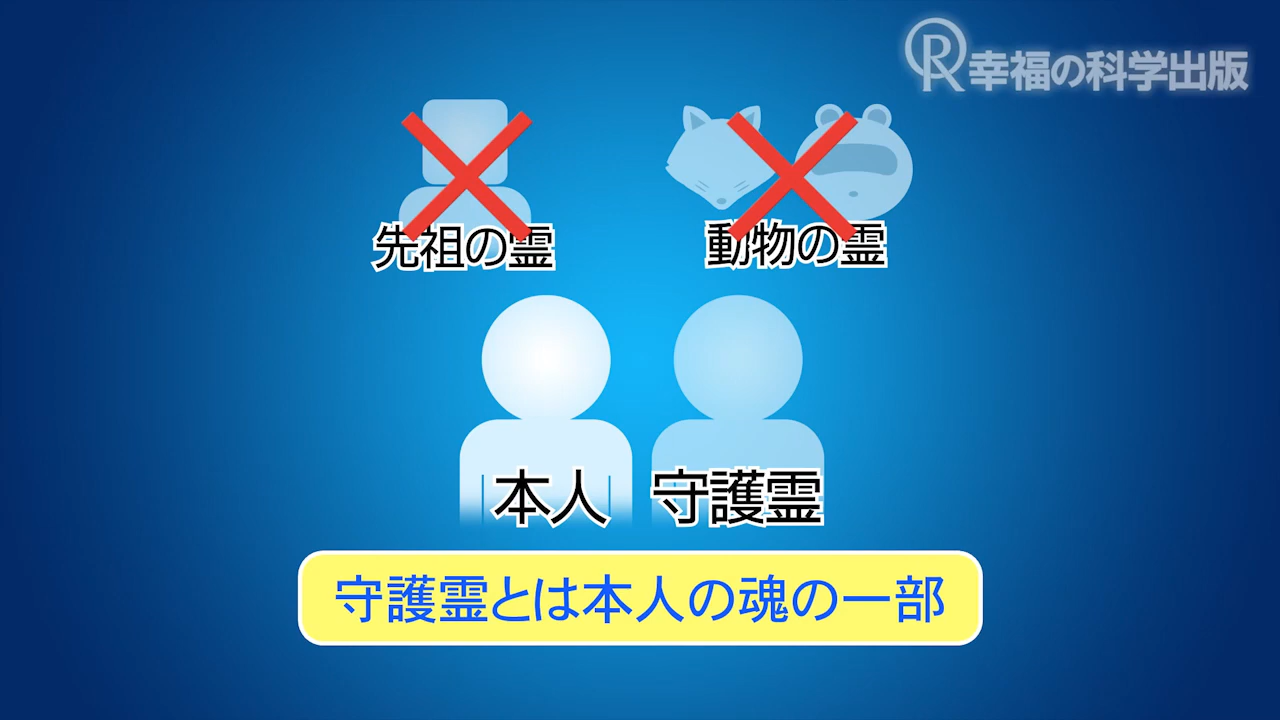 幸福の科学出版
先祖の霊
動物の霊
本人
守護霊
守護霊とは本人の魂の一部